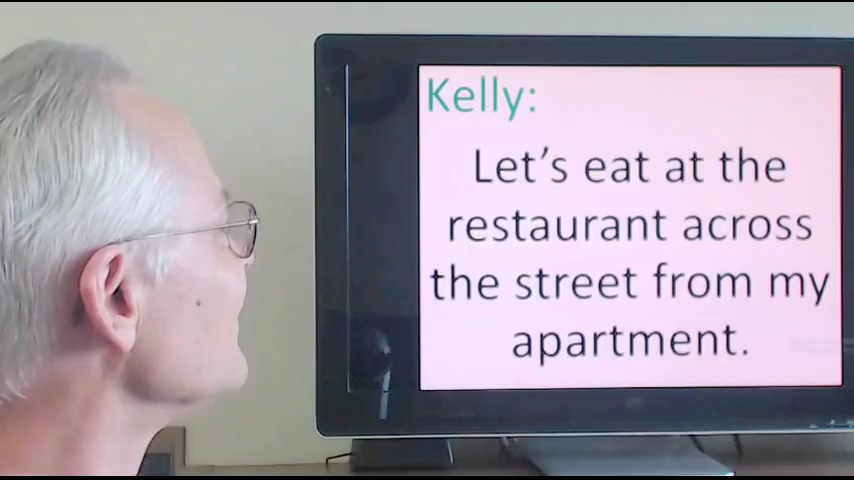 Kelly:
Let’s eat at the
restaurant across
the street from my
apartment.